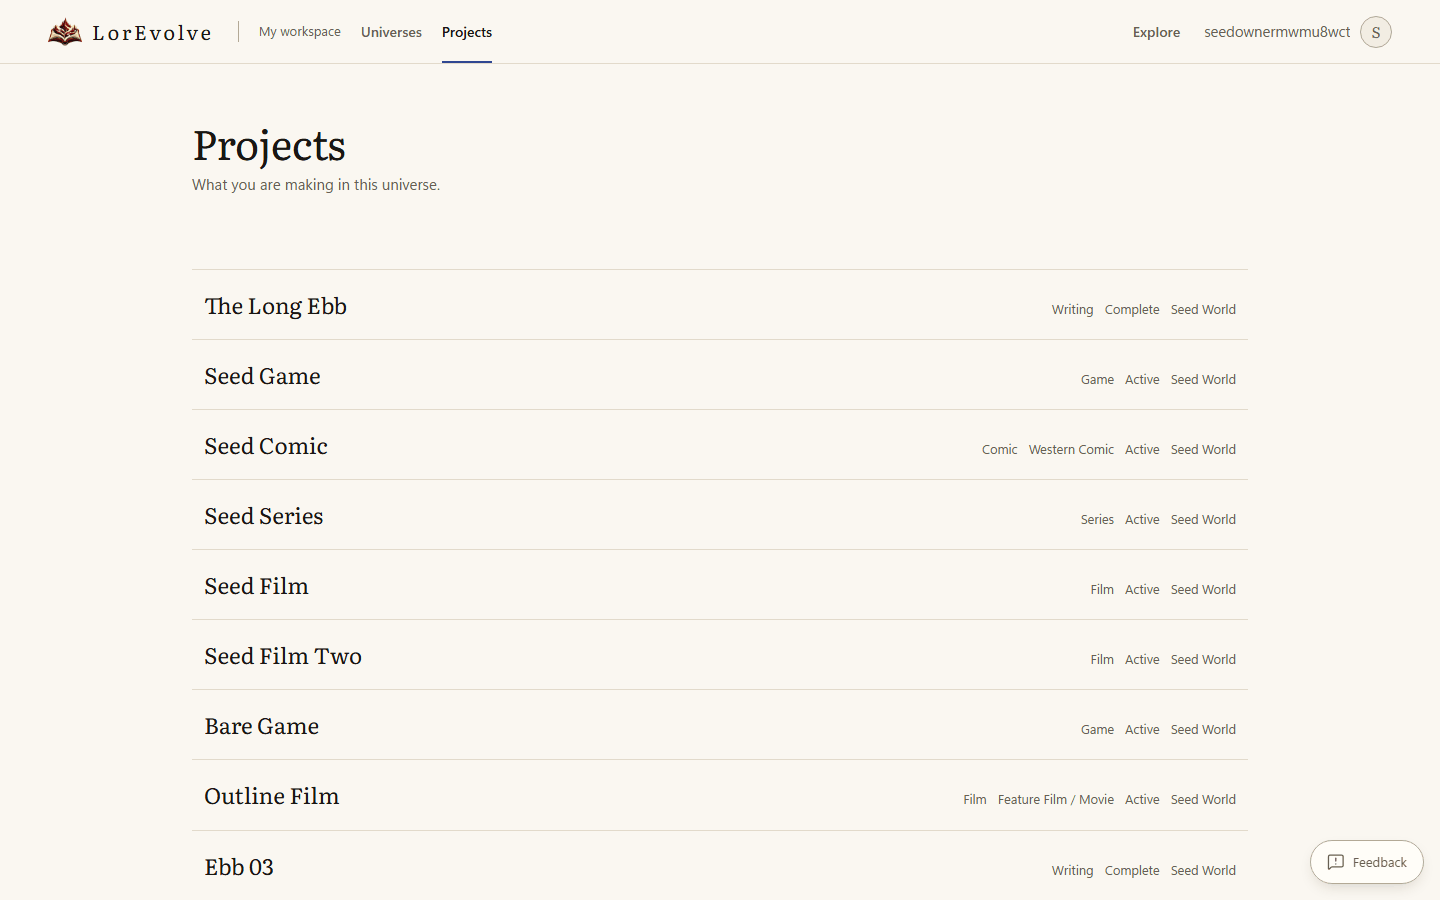 LorEvolve
My workspace
Universes
Projects
Explore
seedownermwmu8wct
S
Projects
What you are making in this universe.
The Long Ebb
Writing Complete Seed World
Seed Game
Game Active Seed World
Seed Comic
Comic Western Comic Active Seed World
Seed Series
Series Active Seed World
Seed Film
Film Active Seed World
Seed Film Two
Film Active Seed World
Bare Game
Game Active Seed World
Outline Film
Film Feature Film / Movie Active Seed World
Ebb 03
Writing Complete Seed World
Feedback